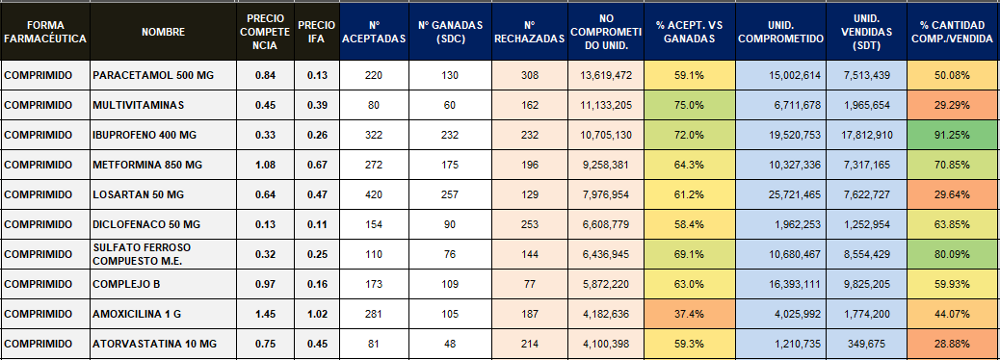 FORMA FARMACÉUTICA NOMBRE PRECIO COMPETENCIA PRECIO IFA Nº ACEPTADAS Nº GANADAS (SDC) Nº RECHAZADAS NO COMPROMETIDO UNID. % ACEPT. VS GANADAS UNID. COMPROMETIDO UNID. VENDIDAS (SDT) % CANTIDAD COMP./VENDIDA
COMPRIMIDO PARACETAMOL 500 MG 0.84 0.13 220 130 308 13,619,472 59.1% 15,002,614 7,513,439 50.08%
COMPRIMIDO MULTIVITAMINAS 0.45 0.39 80 60 162 11,133,205 75.0% 6,711,678 1,965,654 29.29%
COMPRIMIDO IBUPROFENO 400 MG 0.33 0.26 322 232 232 10,705,130 72.0% 19,520,753 17,812,910 91.25%
COMPRIMIDO METFORMINA 850 MG 1.08 0.67 272 175 196 9,258,381 64.3% 10,327,336 7,317,165 70.85%
COMPRIMIDO LOSARTAN 50 MG 0.64 0.47 420 257 129 7,976,954 61.2% 25,721,465 7,622,727 29.64%
COMPRIMIDO DICLOFENACO 50 MG 0.13 0.11 154 90 253 6,608,779 58.4% 1,962,253 1,252,954 63.85%
COMPRIMIDO SULFATO FERROSO COMPUESTO M.E. 0.32 0.25 110 76 144 6,436,945 69.1% 10,680,467 8,554,429 80.09%
COMPRIMIDO COMPLEJO B 0.97 0.16 173 109 77 5,872,220 63.0% 16,393,111 9,825,205 59.93%
COMPRIMIDO AMOXICILINA 1 G 1.45 1.02 281 105 187 4,182,636 37.4% 4,025,992 1,774,200 44.07%
COMPRIMIDO ATORVASTATINA 10 MG 0.75 0.45 81 48 214 4,100,398 59.3% 1,210,735 349,675 28.88%